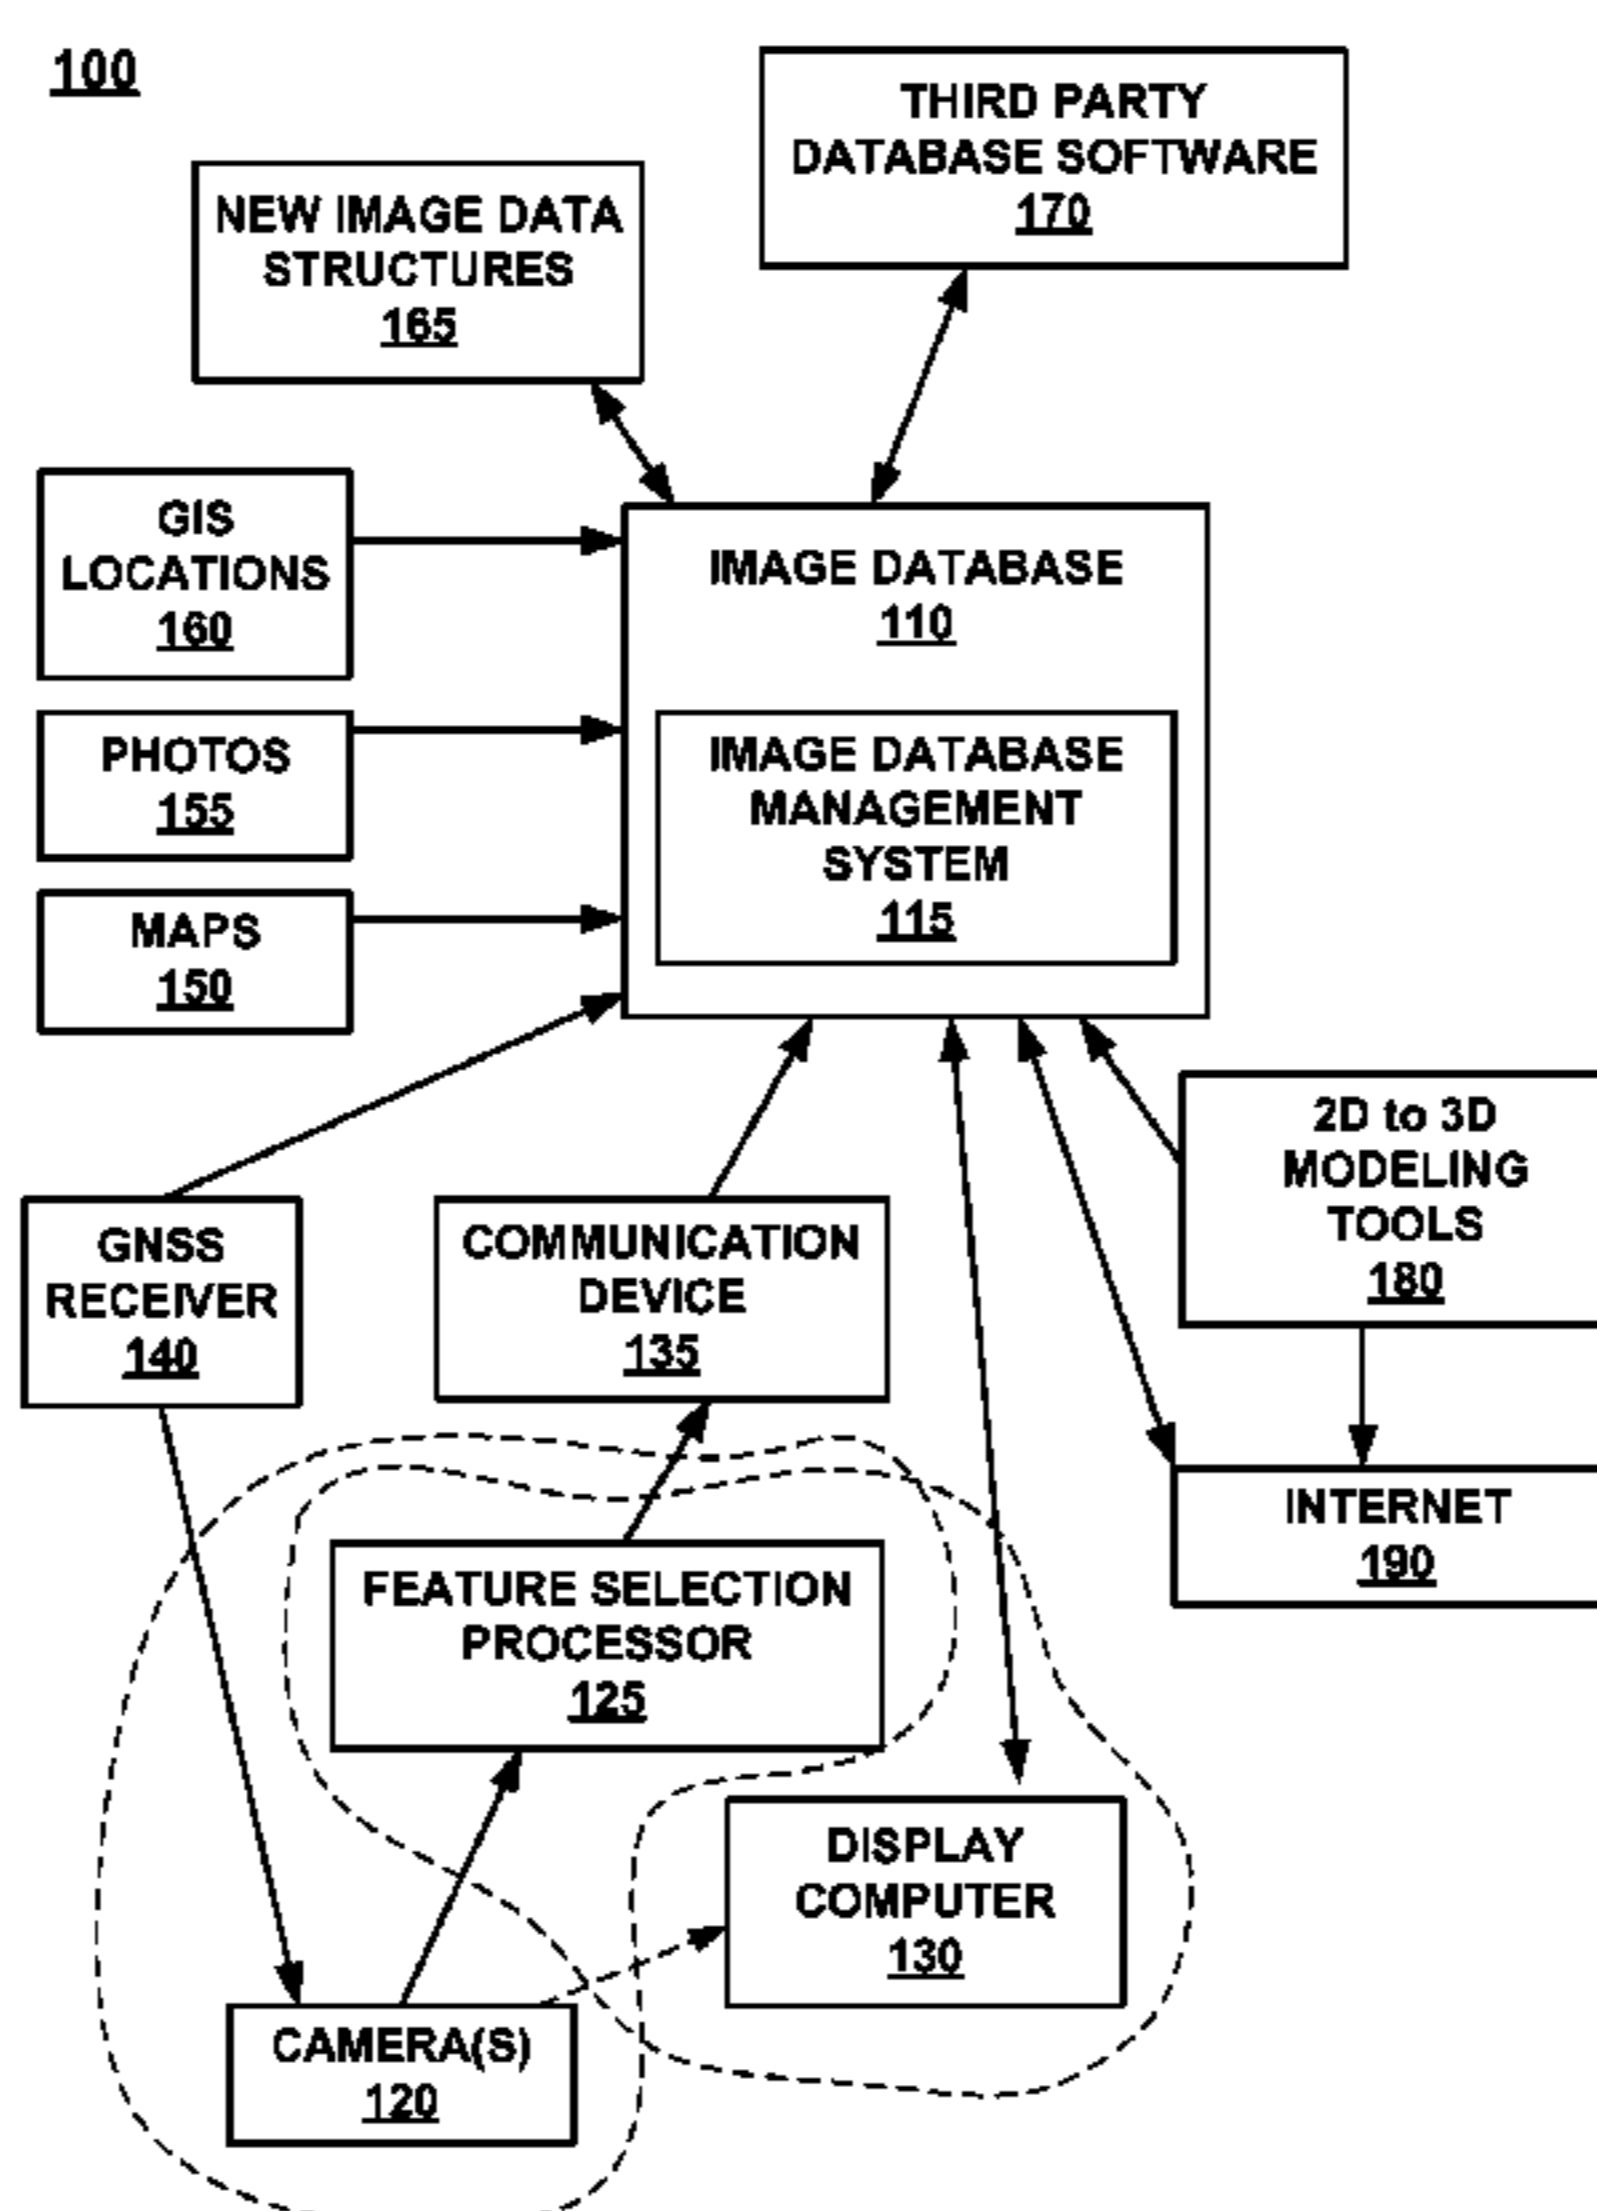 100
THIRD PARTY
DATABASE SOFTWARE
170
NEW IMAGE DATA
STRUCTURES
165
GIS
LOCATIONS
160
IMAGE DATABASE
110
PHOTOS
155
IMAGE DATABASE
MANAGEMENT
SYSTEM
115
MAPS
150
2D to 3D
MODELING
TOOLS
180
GNSS
RECEIVER
140
COMMUNICATION
DEVICE
135
INTERNET
190
FEATURE SELECTION
PROCESSOR
125
DISPLAY
COMPUTER
130
CAMERA(S)
120